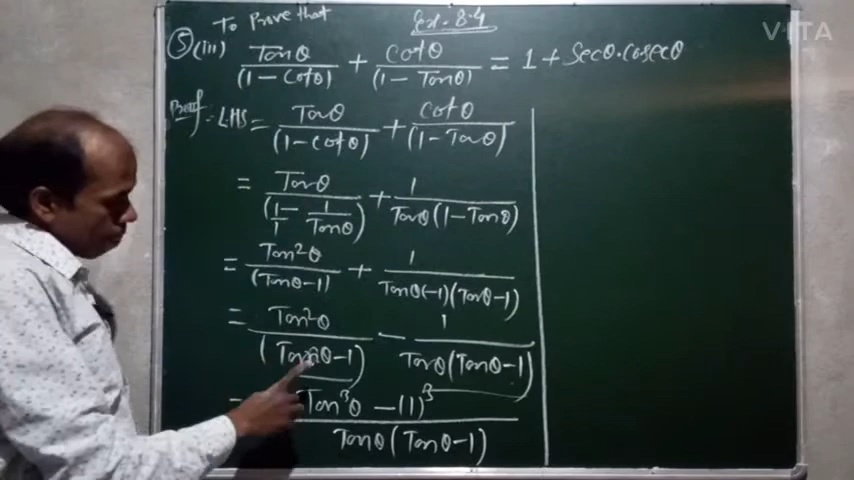 To Prove that
Ex. 8.4
VITA
⑤(iii) Tanθ/(1 - Cotθ) + Cotθ/(1 - Tanθ) = 1 + Secθ.Cosecθ
Proof :- LHS = Tanθ/(1 - Cotθ) + Cotθ/(1 - Tanθ)
= Tanθ/(1/1 - 1/Tanθ) + 1/Tanθ(1 - Tanθ)
= Tan²θ/(Tanθ - 1) + 1/Tanθ(-1)(Tanθ - 1)
= Tan²θ/(Tanθ - 1) - 1/Tanθ(Tanθ - 1)
= Tan³θ - (1)³/Tanθ(Tanθ - 1)